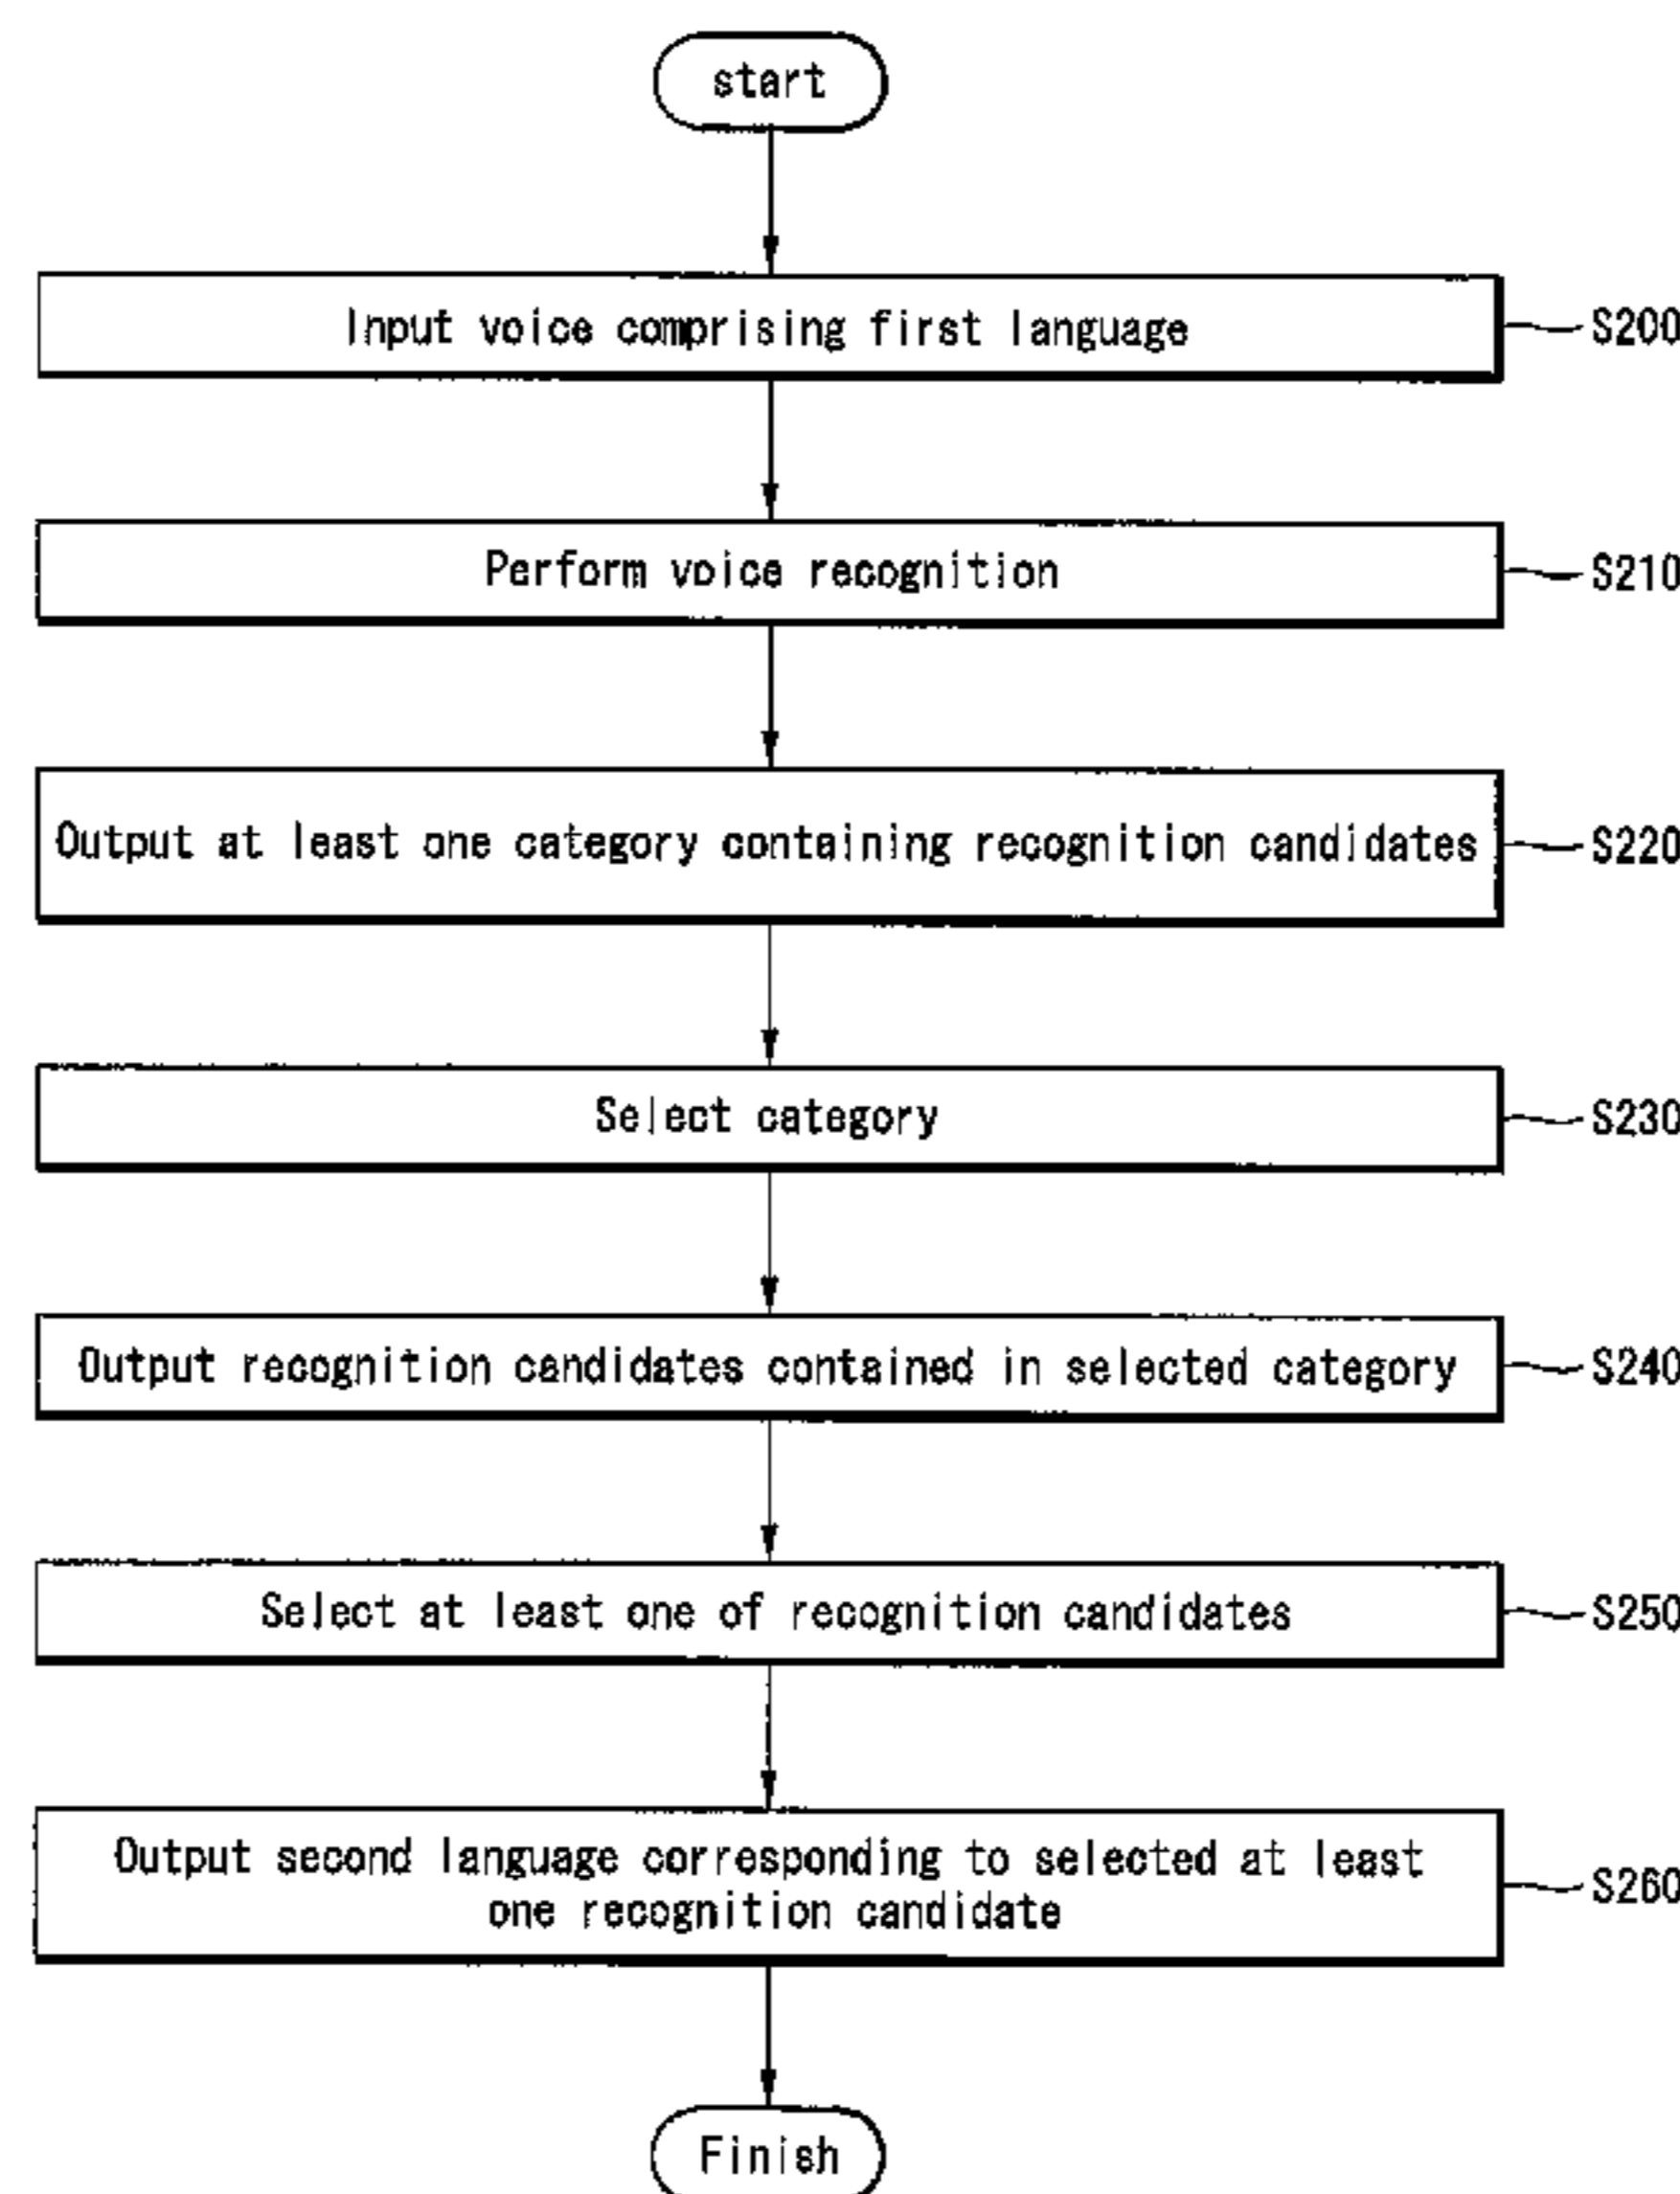 start
Input voice comprising first language
S200
Perform voice recognition
S210
Output at least one category containing recognition candidates
S220
Select category
S230
Output recognition candidates contained in selected category
S240
Select at least one of recognition candidates
S250
Output second language corresponding to selected at least
one recognition candidate
S260
Finish